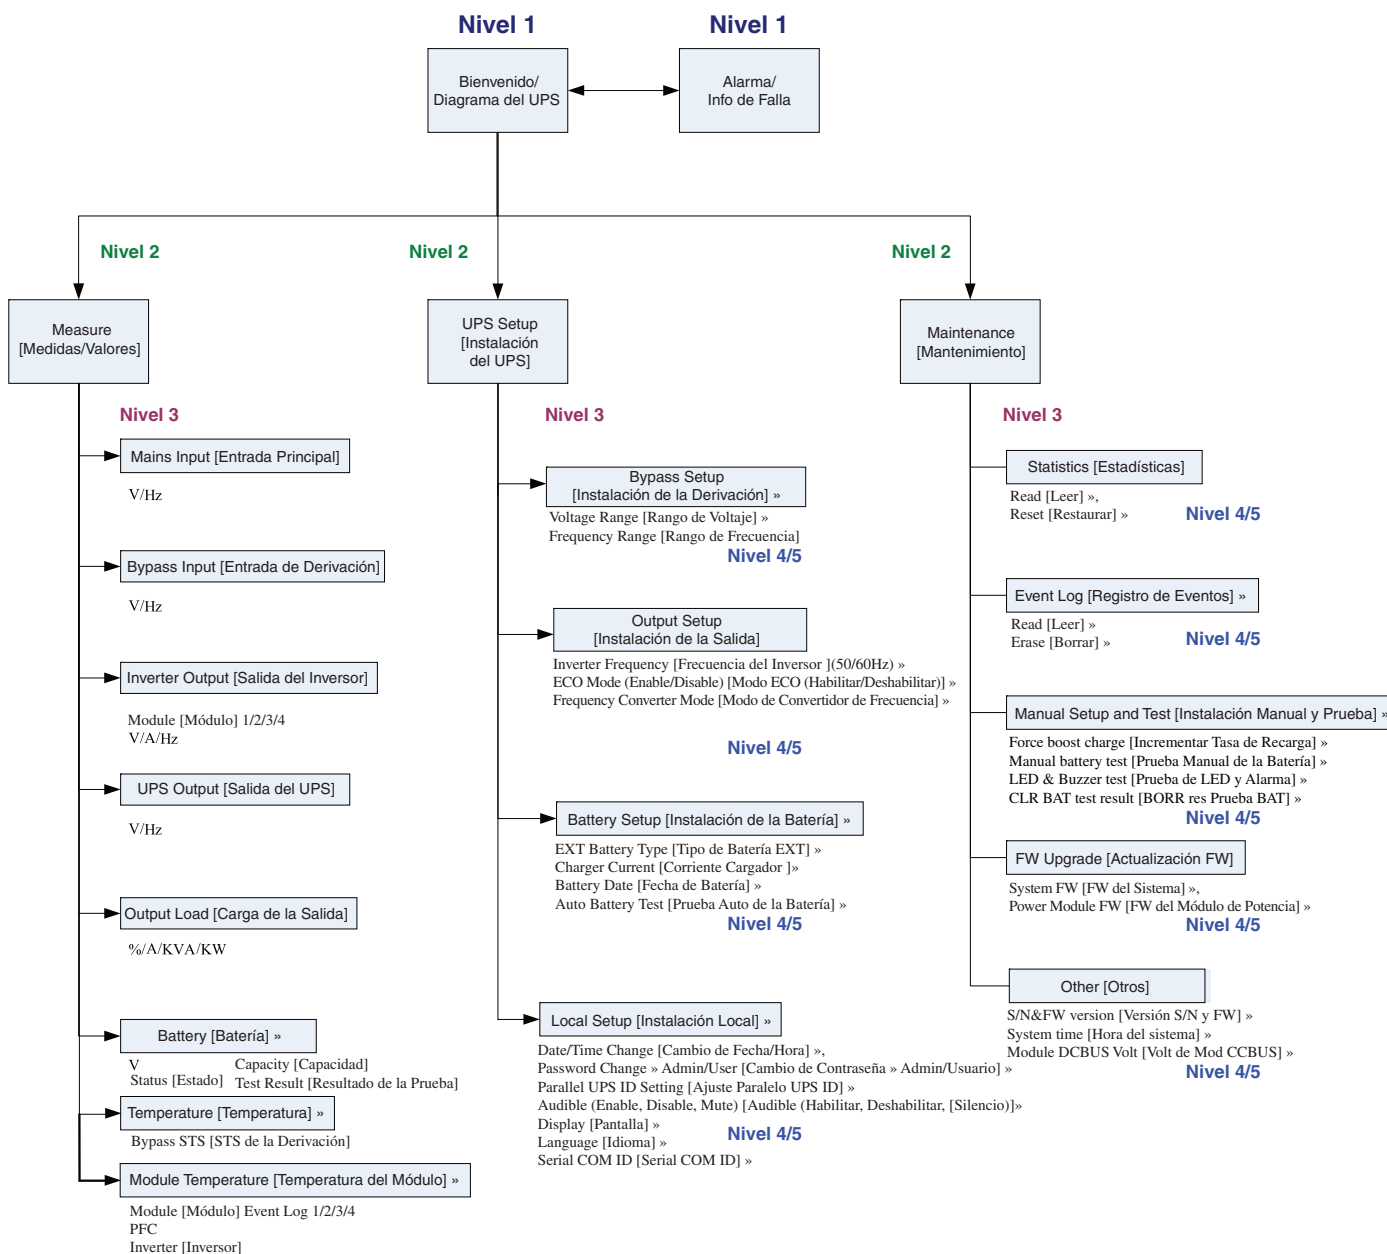 Nivel 1
Nivel 1
Bienvenido/
Diagrama del UPS
Alarma/
Info de Falla
Nivel 2
Nivel 2
Nivel 2
Measure
[Medidas/Valores]
UPS Setup
[Instalación
del UPS]
Maintenance
[Mantenimiento]
Nivel 3
Mains Input [Entrada Principal]
V/Hz
Bypass Input [Entrada de Derivación]
V/Hz
Inverter Output [Salida del Inversor]
Module [Módulo] 1/2/3/4
V/A/Hz
UPS Output [Salida del UPS]
V/Hz
Output Load [Carga de la Salida]
%/A/KVA/KW
Battery [Batería] »
V
Capacity [Capacidad]
Status [Estado]
Test Result [Resultado de la Prueba]
Temperature [Temperatura] »
Bypass STS [STS de la Derivación]
Module Temperature [Temperatura del Módulo] »
Module [Módulo] Event Log 1/2/3/4
PFC
Inverter [Inversor]
Nivel 3
Bypass Setup
[Instalación de la Derivación] »
Voltage Range [Rango de Voltaje] »
Frequency Range [Rango de Frecuencia]
Nivel 4/5
Output Setup
[Instalación de la Salida]
Inverter Frequency [Frecuencia del Inversor ](50/60Hz) »
ECO Mode (Enable/Disable) [Modo ECO (Habilitar/Deshabilitar)] »
Frequency Converter Mode [Modo de Convertidor de Frecuencia] »
Nivel 4/5
Battery Setup [Instalación de la Batería] »
EXT Battery Type [Tipo de Batería EXT] »
Charger Current [Corriente Cargador ]»
Battery Date [Fecha de Batería] »
Auto Battery Test [Prueba Auto de la Batería] »
Nivel 4/5
Local Setup [Instalación Local] »
Date/Time Change [Cambio de Fecha/Hora] »,
Password Change » Admin/User [Cambio de Contraseña » Admin/Usuario] »
Parallel UPS ID Setting [Ajuste Paralelo UPS ID] »
Audible (Enable, Disable, Mute) [Audible (Habilitar, Deshabilitar, [Silencio)]»
Display [Pantalla] »
Language [Idioma] »
Nivel 4/5
Serial COM ID [Serial COM ID] »
Nivel 3
Statistics [Estadísticas]
Read [Leer] »,
Reset [Restaurar] »
Nivel 4/5
Event Log [Registro de Eventos] »
Read [Leer] »
Erase [Borrar] »
Nivel 4/5
Manual Setup and Test [Instalación Manual y Prueba] »
Force boost charge [Incrementar Tasa de Recarga] »
Manual battery test [Prueba Manual de la Batería] »
LED & Buzzer test [Prueba de LED y Alarma] »
CLR BAT test result [BORR res Prueba BAT] »
Nivel 4/5
FW Upgrade [Actualización FW]
System FW [FW del Sistema] »,
Power Module FW [FW del Módulo de Potencia] »
Nivel 4/5
Other [Otros]
S/N&FW version [Versión S/N y FW] »
System time [Hora del sistema] »
Module DCBUS Volt [Volt de Mod CCBUS] »
Nivel 4/5